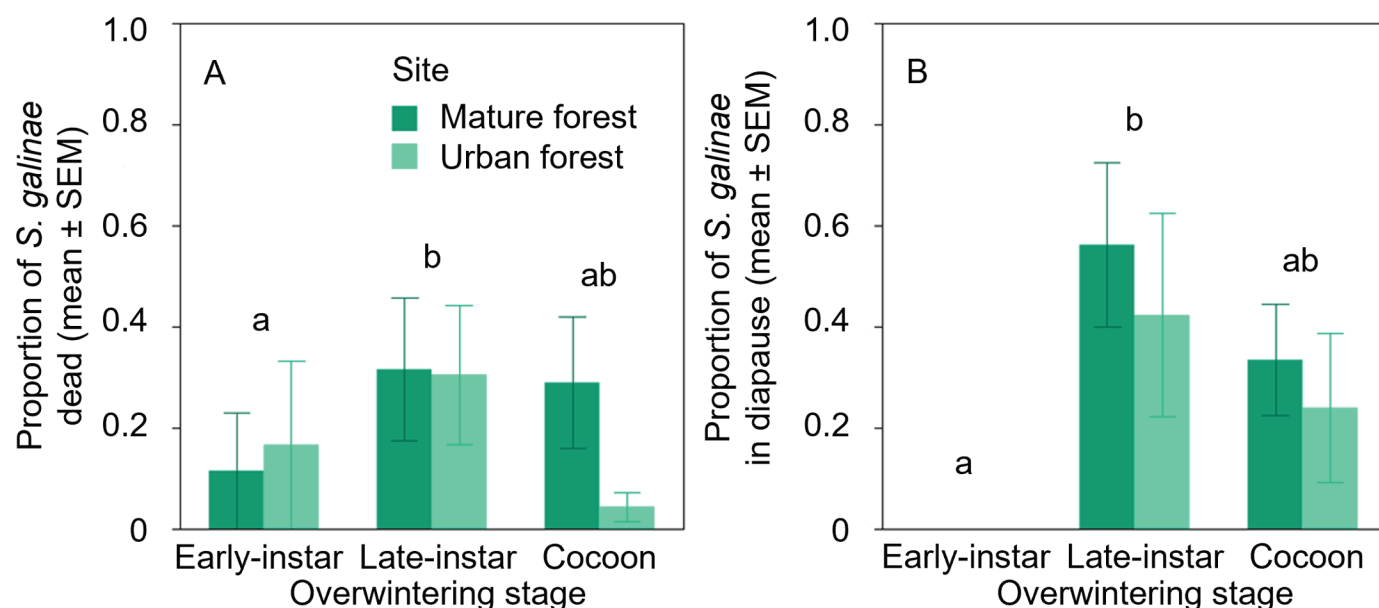 Proportion of S. galinae
dead (mean ± SEM)
1.0
0.8
0.6
0.4
0.2
0
A
Site
Mature forest
Urban forest
a
b
ab
Early-instar Late-instar Cocoon
Overwintering stage
Proportion of S. galinae
in diapause (mean ± SEM)
1.0
0.8
0.6
0.4
0.2
0
B
a
b
ab
Early-instar Late-instar Cocoon
Overwintering stage